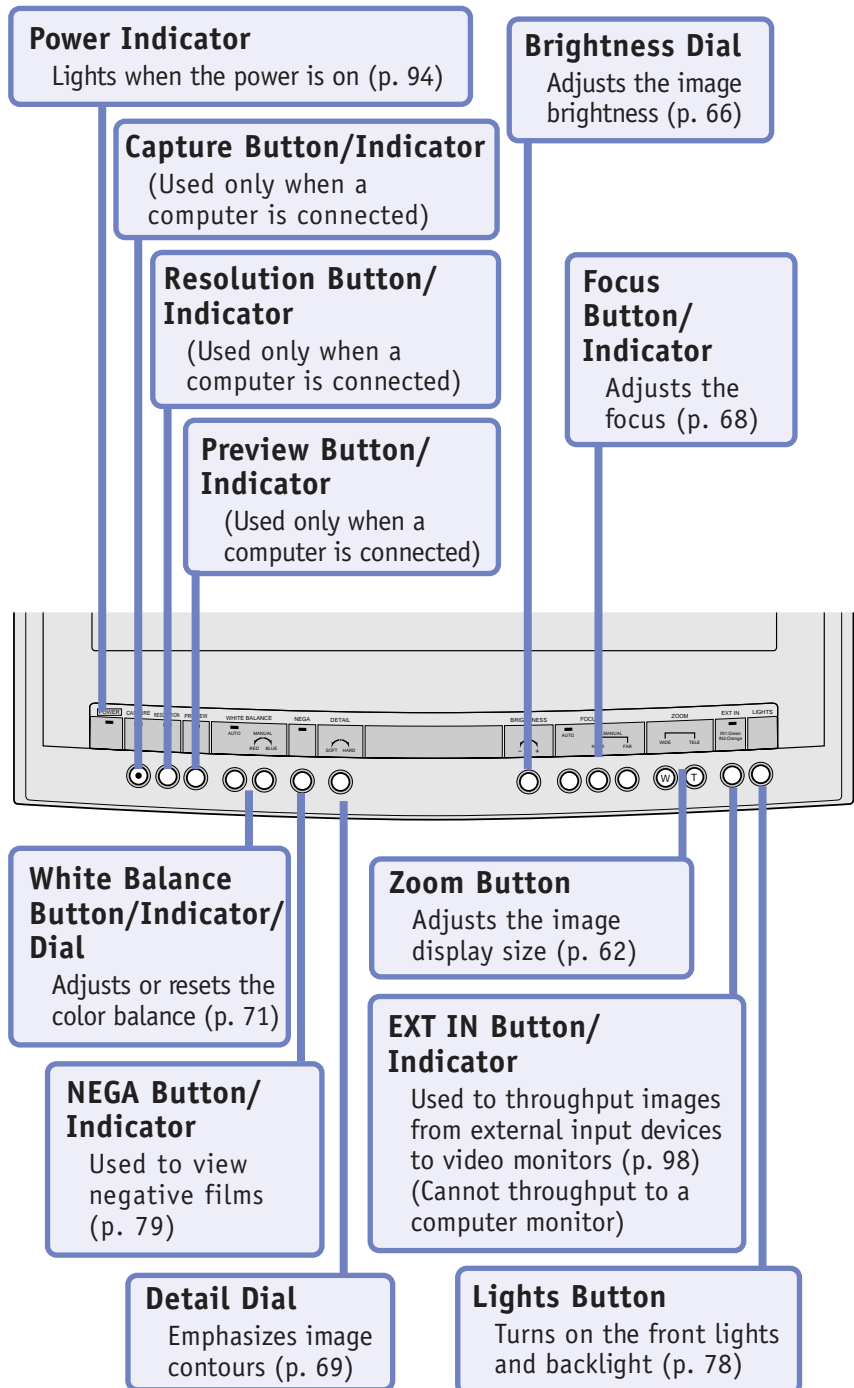 Power Indicator
Lights when the power is on (p. 94)
Brightness Dial
Adjusts the image
brightness (p. 66)
Capture Button/Indicator
(Used only when a
computer is connected)
Resolution Button/
Indicator
(Used only when a
computer is connected)
Focus
Button/
Indicator
Adjusts the
focus (p. 68)
Preview Button/
Indicator
(Used only when a
computer is connected)
POWER
WHITE BALANCE
NEGA
DETAIL
ZOOM
EXT IN
LIGHTS
AUTO
MANUAL
RED
BLUE
SOFT
HARD
–
+
AUTO
MANUAL
FAR
WIDE
TELE
IN1:Green
IN2:Orange
W
T
White Balance
Button/Indicator/
Dial
Adjusts or resets the
color balance (p. 71)
Zoom Button
Adjusts the image
display size (p. 62)
EXT IN Button/
Indicator
Used to throughput images
from external input devices
to video monitors (p. 98)
(Cannot throughput to a
computer monitor)
NEGA Button/
Indicator
Used to view
negative films
(p. 79)
Detail Dial
Emphasizes image
contours (p. 69)
Lights Button
Turns on the front lights
and backlight (p. 78)